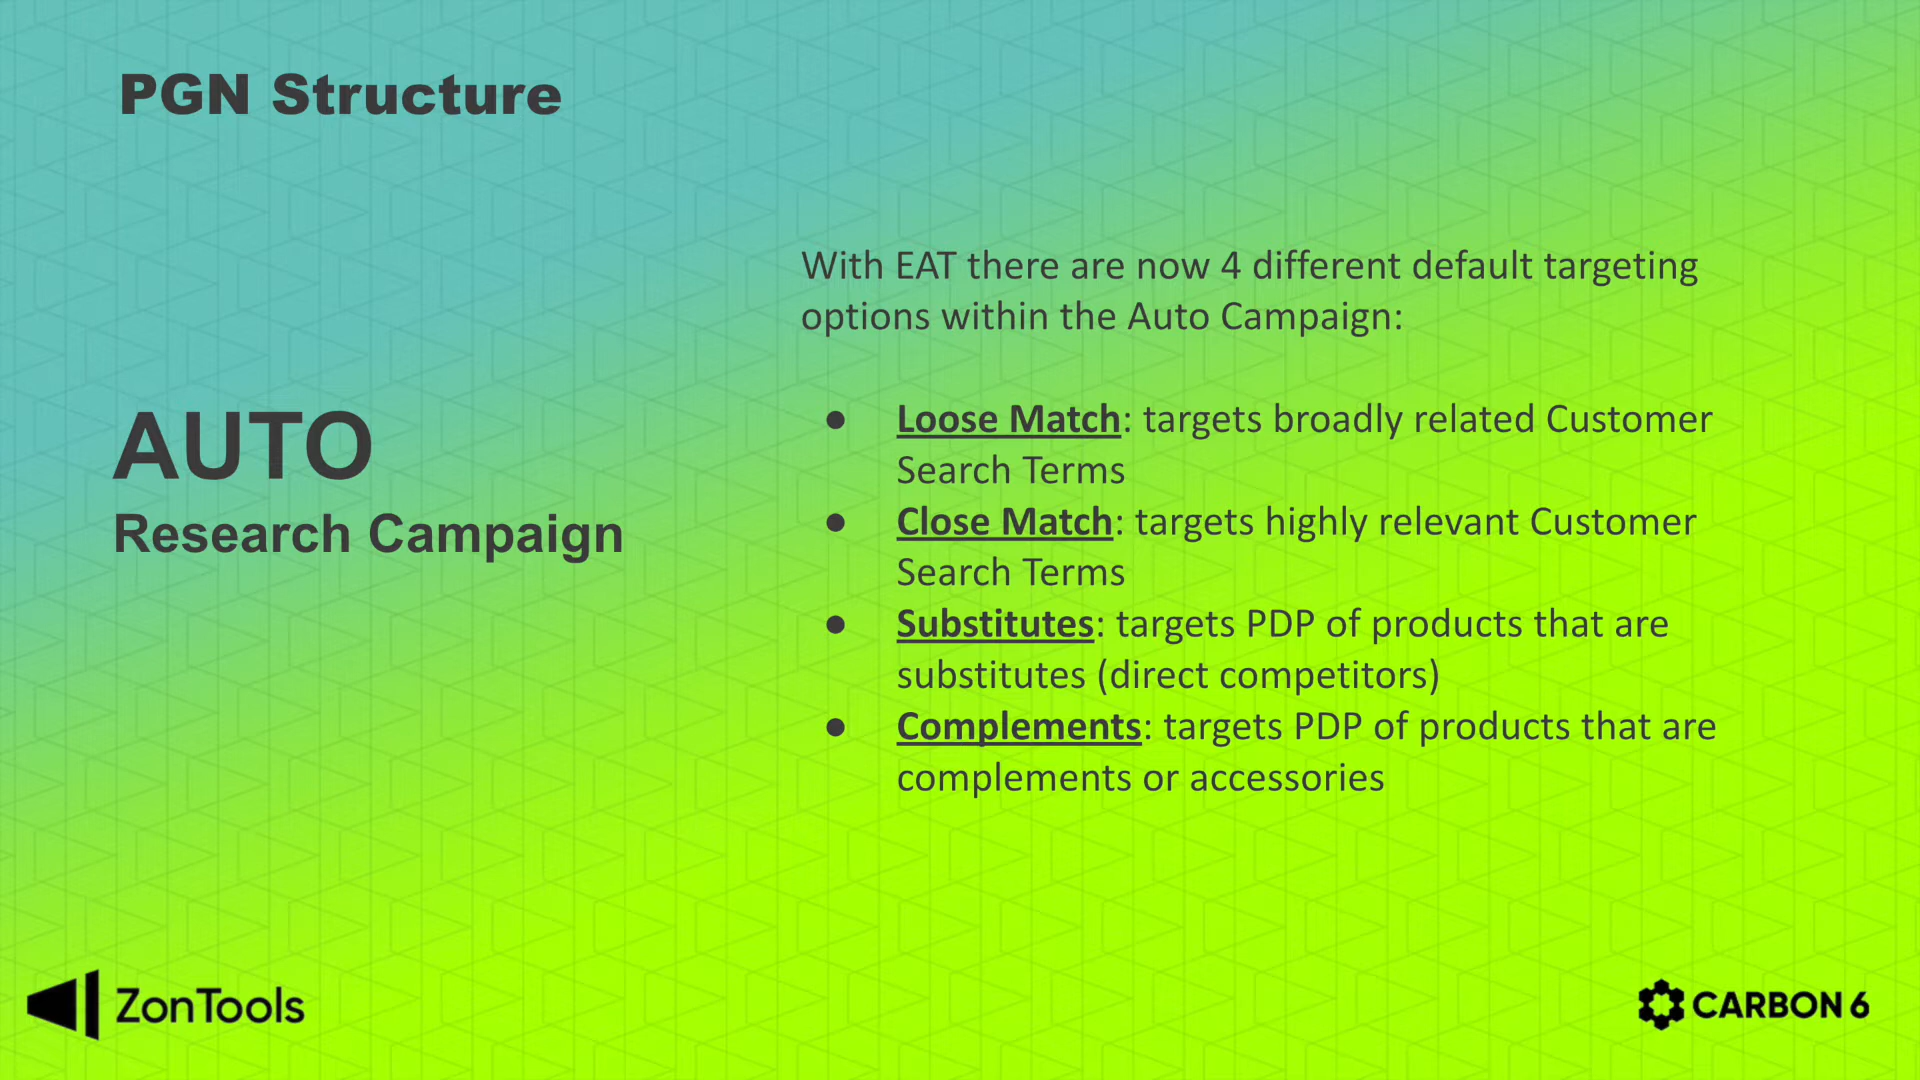 PGN Structure
AUTO
Research Campaign
With EAT there are now 4 different default targeting
options within the Auto Campaign:
● Loose Match: targets broadly related Customer
Search Terms
● Close Match: targets highly relevant Customer
Search Terms
● Substitutes: targets PDP of products that are
substitutes (direct competitors)
● Complements: targets PDP of products that are
complements or accessories
ZonTools
CARBON 6